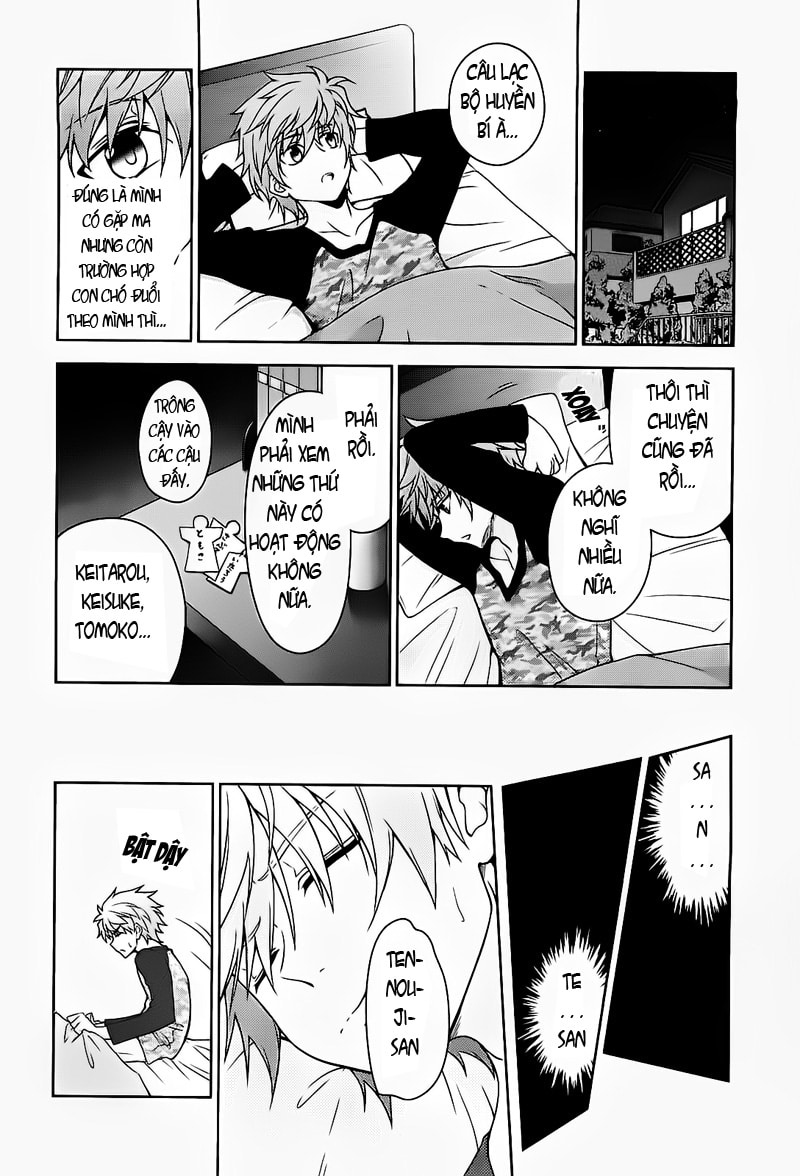 CÂU LẠC
BỘ HUYỀN
BÍ À...
ĐÚNG LÀ MÌNH
CÓ GẶP MA
NHƯNG CÒN
TRƯỜNG HỢP
CON CHÓ ĐUỔI
THEO MÌNH THÌ...
THÔI THÌ
CHUYỆN
CŨNG ĐÃ
RỒI...
XOAY
KHÔNG
NGHĨ
NHIỀU
NỮA.
PHẢI
RỒI.
MÌNH
PHẢI XEM
NHỮNG THỨ
NÀY CÓ
HOẠT ĐỘNG
KHÔNG
NỮA.
TRÔNG
CẬY VÀO
CÁC CẬU
ĐẤY.
KEITAROU,
KEISUKE,
TOMOKO...
SA
...
N
...
TE
...
SAN
TEN-
NOU-
JI-
SAN
BẬT DẬY